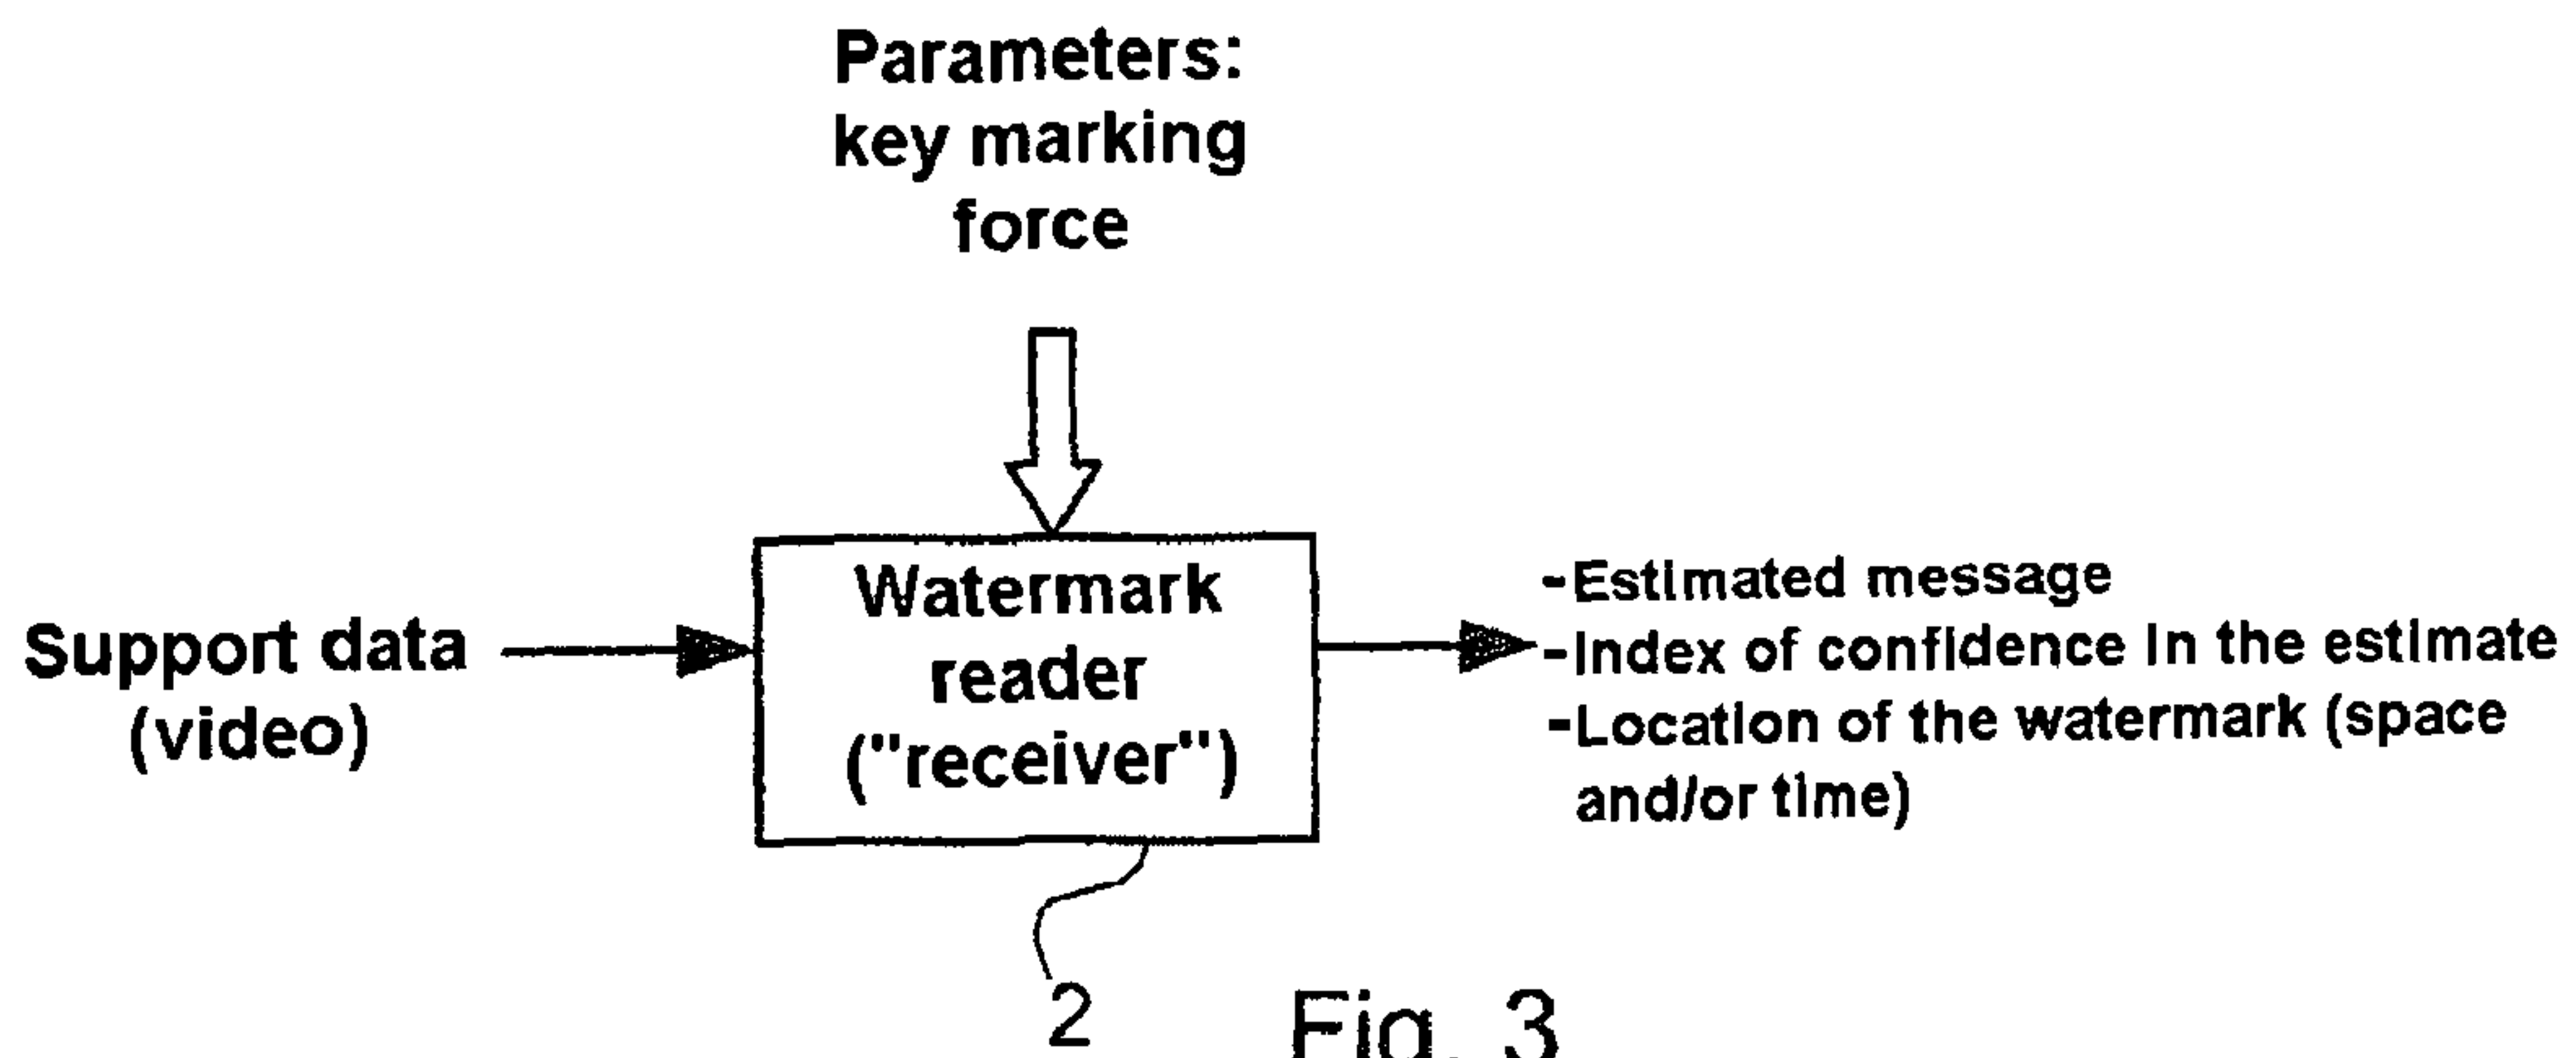 Parameters:
key marking
force
Support data
(video)
Watermark
reader
("receiver")
-Estimated message
-Index of confidence in the estimate
-Location of the watermark (space
and/or time)
2
Fig. 3